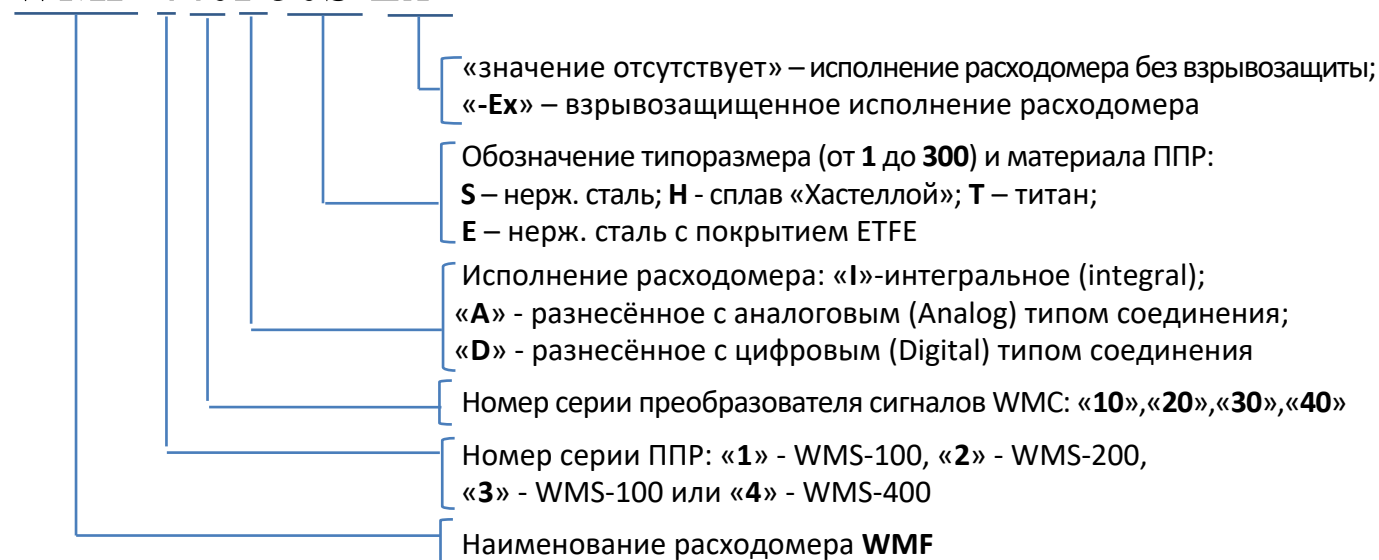 «значение отсутствует» – исполнение расходомера без взрывозащиты;
«-Ex» – взрывозащищенное исполнение расходомера
Обозначение типоразмера (от 1 до 300) и материала ППР:
S – нерж. сталь; H - сплав «Хастеллой»; T – титан;
E – нерж. сталь с покрытием ETFE
Исполнение расходомера: «I»-интегральное (integral);
«A» - разнесённое с аналоговым (Analog) типом соединения;
«D» - разнесённое с цифровым (Digital) типом соединения
Номер серии преобразователя сигналов WMC: «10»,«20»,«30»,«40»
Номер серии ППР: «1» - WMS-100, «2» - WMS-200,
«3» - WMS-100 или «4» - WMS-400
Наименование расходомера WMF